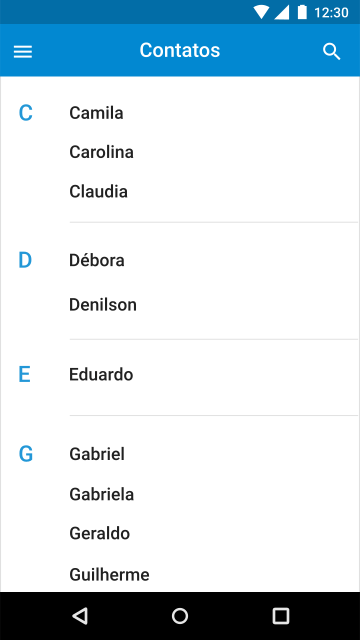 12:30
Contatos
C Camila
Carolina
Claudia
D Débora
Denilson
E Eduardo
G Gabriel
Gabriela
Geraldo
Guilherme